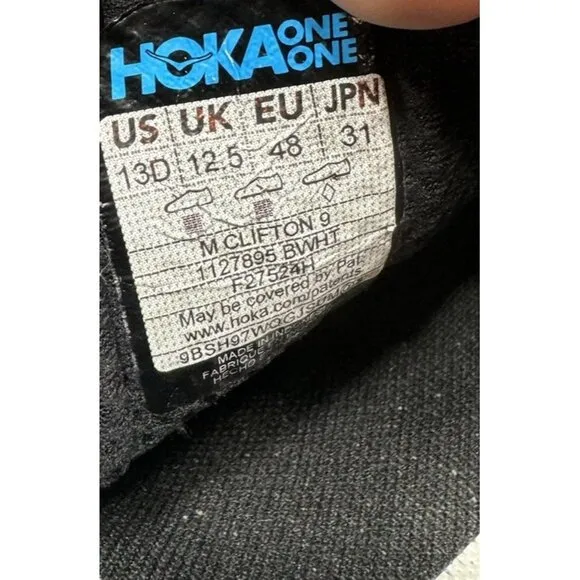 HOKA ONE ONE
US UK EU JPN
13D 12.5 48 31
M CLIFTON 9
1127895 BWHT
F27524H
May be covered by Pat.
www.hoka.com/patents
MADE IN
HECHO